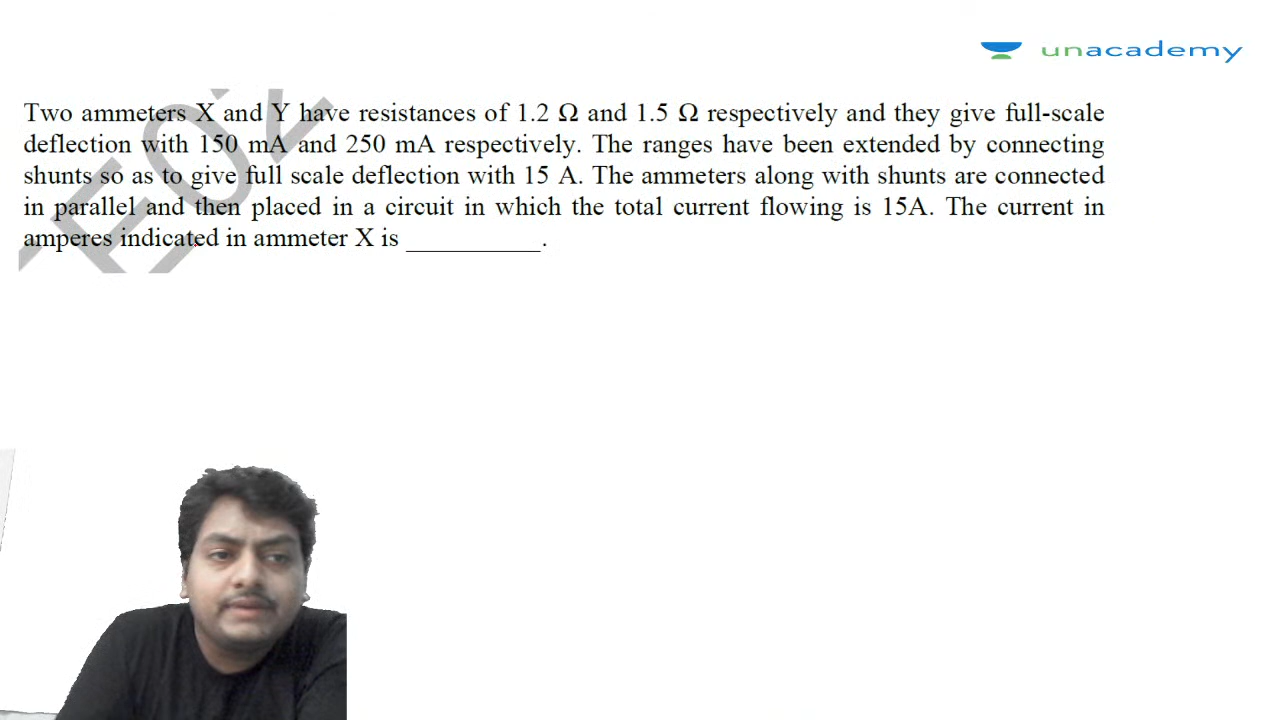 unacademy
Two ammeters X and Y have resistances of 1.2 Ω and 1.5 Ω respectively and they give full-scale
deflection with 150 mA and 250 mA respectively. The ranges have been extended by connecting
shunts so as to give full scale deflection with 15 A. The ammeters along with shunts are connected
in parallel and then placed in a circuit in which the total current flowing is 15A. The current in
amperes indicated in ammeter X is __________.